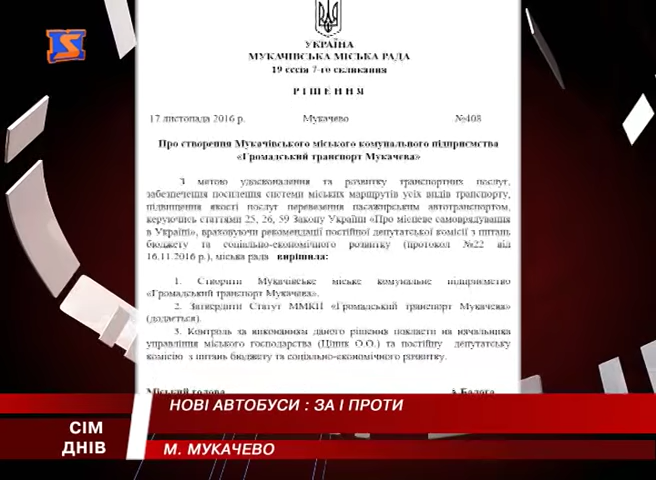 УКРАЇНА
МУКАЧІВСЬКА МІСЬКА РАДА
19 сесія 7-го скликання
Р І Ш Е Н Н Я
17 листопада 2016 р. Мукачево №408
Про створення Мукачівського міського комунального підприємства
«Громадський транспорт Мукачева»
З метою удосконалення та розвитку транспортних послуг,
забезпечення посилення системи міських маршрутів усіх видів транспорту,
підвищення якості послуг перевезення пасажирським автотранспортом,
керуючись статтями 25, 26, 59 Закону України «Про місцеве самоврядування
в Україні», враховуючи рекомендації постійної депутатської комісії з питань
бюджету та соціально-економічного розвитку (протокол №22 від
16.11.2016 р.), міська рада вирішила:
1. Створити Мукачівське міське комунальне підприємство
«Громадський транспорт Мукачева».
2. Затвердити Статут ММКП «Громадський транспорт Мукачева»
(додається).
3. Контроль за виконанням даного рішення покласти на начальника
управління міського господарства (Ціник О.О.) та постійну депутатську
комісію з питань бюджету та соціально-економічного розвитку.
Міський голова А. Балога
НОВІ АВТОБУСИ : ЗА І ПРОТИ
СІМ
ДНІВ
М. МУКАЧЕВО